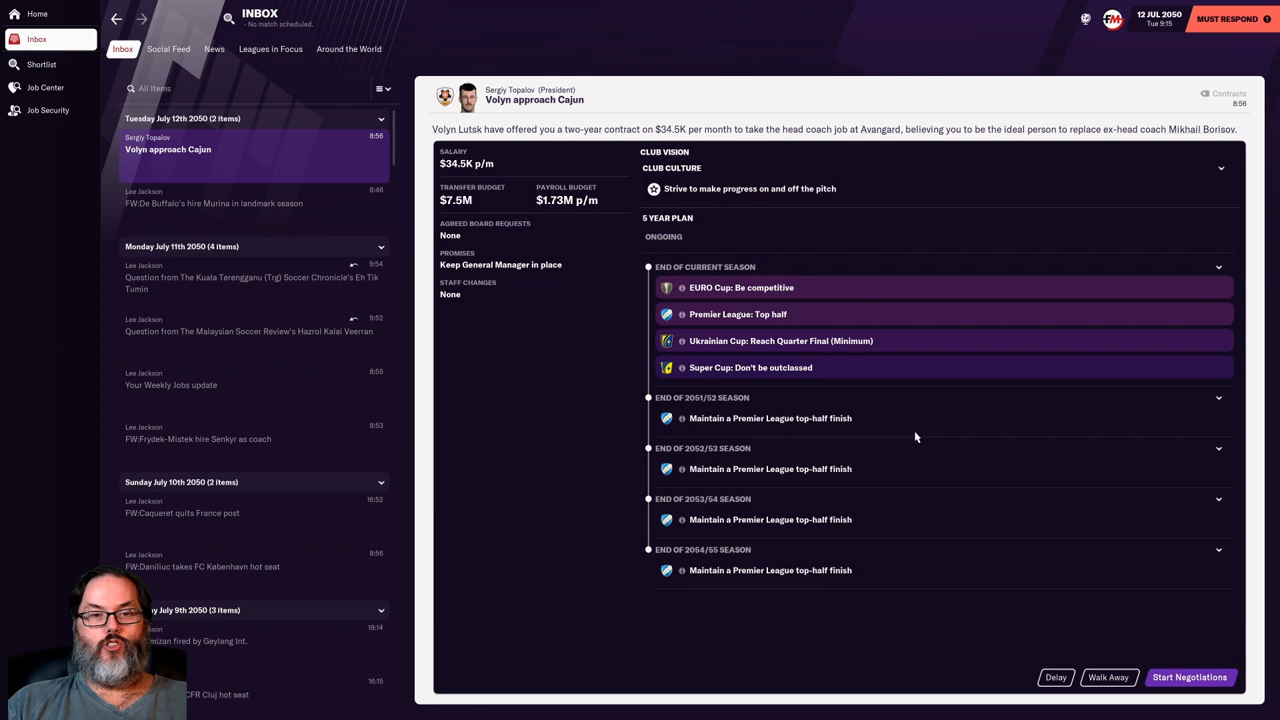 Home
Inbox
Shortlist
Job Center
Job Security
INBOX
- No match scheduled.
FM
12 JUL 2050
TUE 9:15
MUST RESPOND
Inbox
Social Feed
News
Leagues in Focus
Around the World
All Items
Tuesday July 12th 2050 (2 items)
Sergiy Topalov
8:56
Volyn approach Cajun
Lee Jackson
8:46
FW:De Buffalo's hire Murina in landmark season
Monday July 11th 2050 (4 items)
Lee Jackson
9:54
Question from The Kuala Terengganu (Trg) Soccer Chronicle's Eh Tik
Tumin
Lee Jackson
9:52
Question from The Malaysian Soccer Review's Hazrol Kalai Veerran
Lee Jackson
8:55
Your Weekly Jobs update
Lee Jackson
8:53
FW:Frydek-Mistek hire Senkyr as coach
Sunday July 10th 2050 (2 items)
Lee Jackson
16:52
FW:Caqueret quits France post
Lee Jackson
8:56
FW:Daniliuc takes FC København hot seat
y July 9th 2050 (3 items)
ckson
19:14
mizan fired by Geylang Int.
ckson
16:15
CFR Cluj hot seat
Sergiy Topalov (President)
Volyn approach Cajun
Contracts
8:56
Volyn Lutsk have offered you a two-year contract on $34.5K per month to take the head coach job at Avangard, believing you to be the ideal person to replace ex-head coach Mikhail Borisov.
SALARY
$34.5K p/m
TRANSFER BUDGET
$7.5M
PAYROLL BUDGET
$1.73M p/m
AGREED BOARD REQUESTS
None
PROMISES
Keep General Manager in place
STAFF CHANGES
None
CLUB VISION
CLUB CULTURE
Strive to make progress on and off the pitch
5 YEAR PLAN
ONGOING
END OF CURRENT SEASON
EURO Cup: Be competitive
Premier League: Top half
Ukrainian Cup: Reach Quarter Final (Minimum)
Super Cup: Don't be outclassed
END OF 2051/52 SEASON
Maintain a Premier League top-half finish
END OF 2052/53 SEASON
Maintain a Premier League top-half finish
END OF 2053/54 SEASON
Maintain a Premier League top-half finish
END OF 2054/55 SEASON
Maintain a Premier League top-half finish
Delay
Walk Away
Start Negotiations